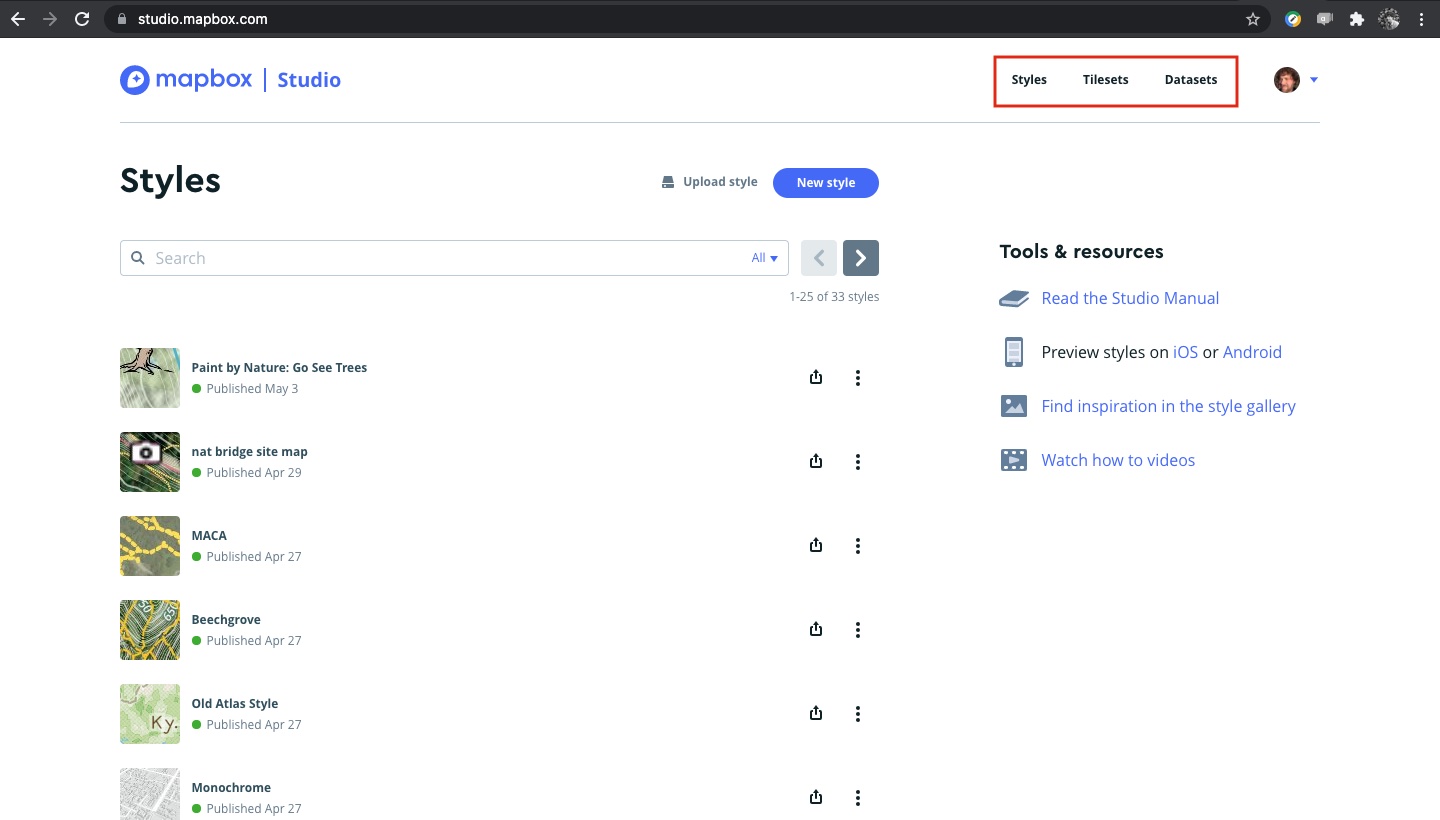 studio.mapbox.com
mapbox | Studio
Styles Tilesets Datasets
Styles
Upload style
New style
Search
All
1-25 of 33 styles
Paint by Nature: Go See Trees
Published May 3
nat bridge site map
Published Apr 29
MACA
Published Apr 27
Beechgrove
Published Apr 27
Old Atlas Style
Published Apr 27
Ky.
Monochrome
Published Apr 27
Tools & resources
Read the Studio Manual
Preview styles on iOS or Android
Find inspiration in the style gallery
Watch how to videos